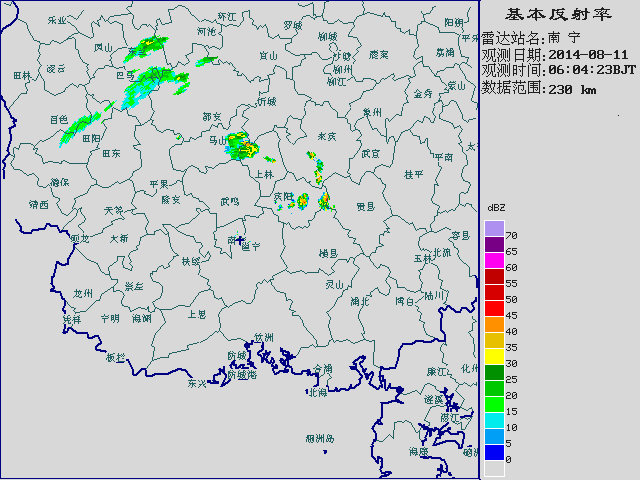 基本反射率
雷达站名:南 宁
观测日期:2014-08-11
观测时间:06:04:23BJT
数据范围:230 km
dBZ
70
65
60
55
50
45
40
35
30
25
20
15
10
5
0
乐业
环江
罗城
柳城
阳朔
凤山
河池
宜山
鹿寨
荔浦
田林
凌云
巴马
柳州
柳江
金秀
蒙山
忻城
百色
都安
象州
田阳
田东
马山
来宾
武宣
平南
上林
桂平
德保
平果
靖西
隆安
武鸣
宾阳
贵县
天等
大新
南宁
邕宁
容县
扶绥
横县
玉林
北流
龙州
崇左
灵山
浦北
博白
陆川
凭祥
宁明
上思
板栏
防城
钦州
合浦
廉江
化州
东兴
防城港
北海
遂溪
湛江
涠洲岛
海康
硇洲